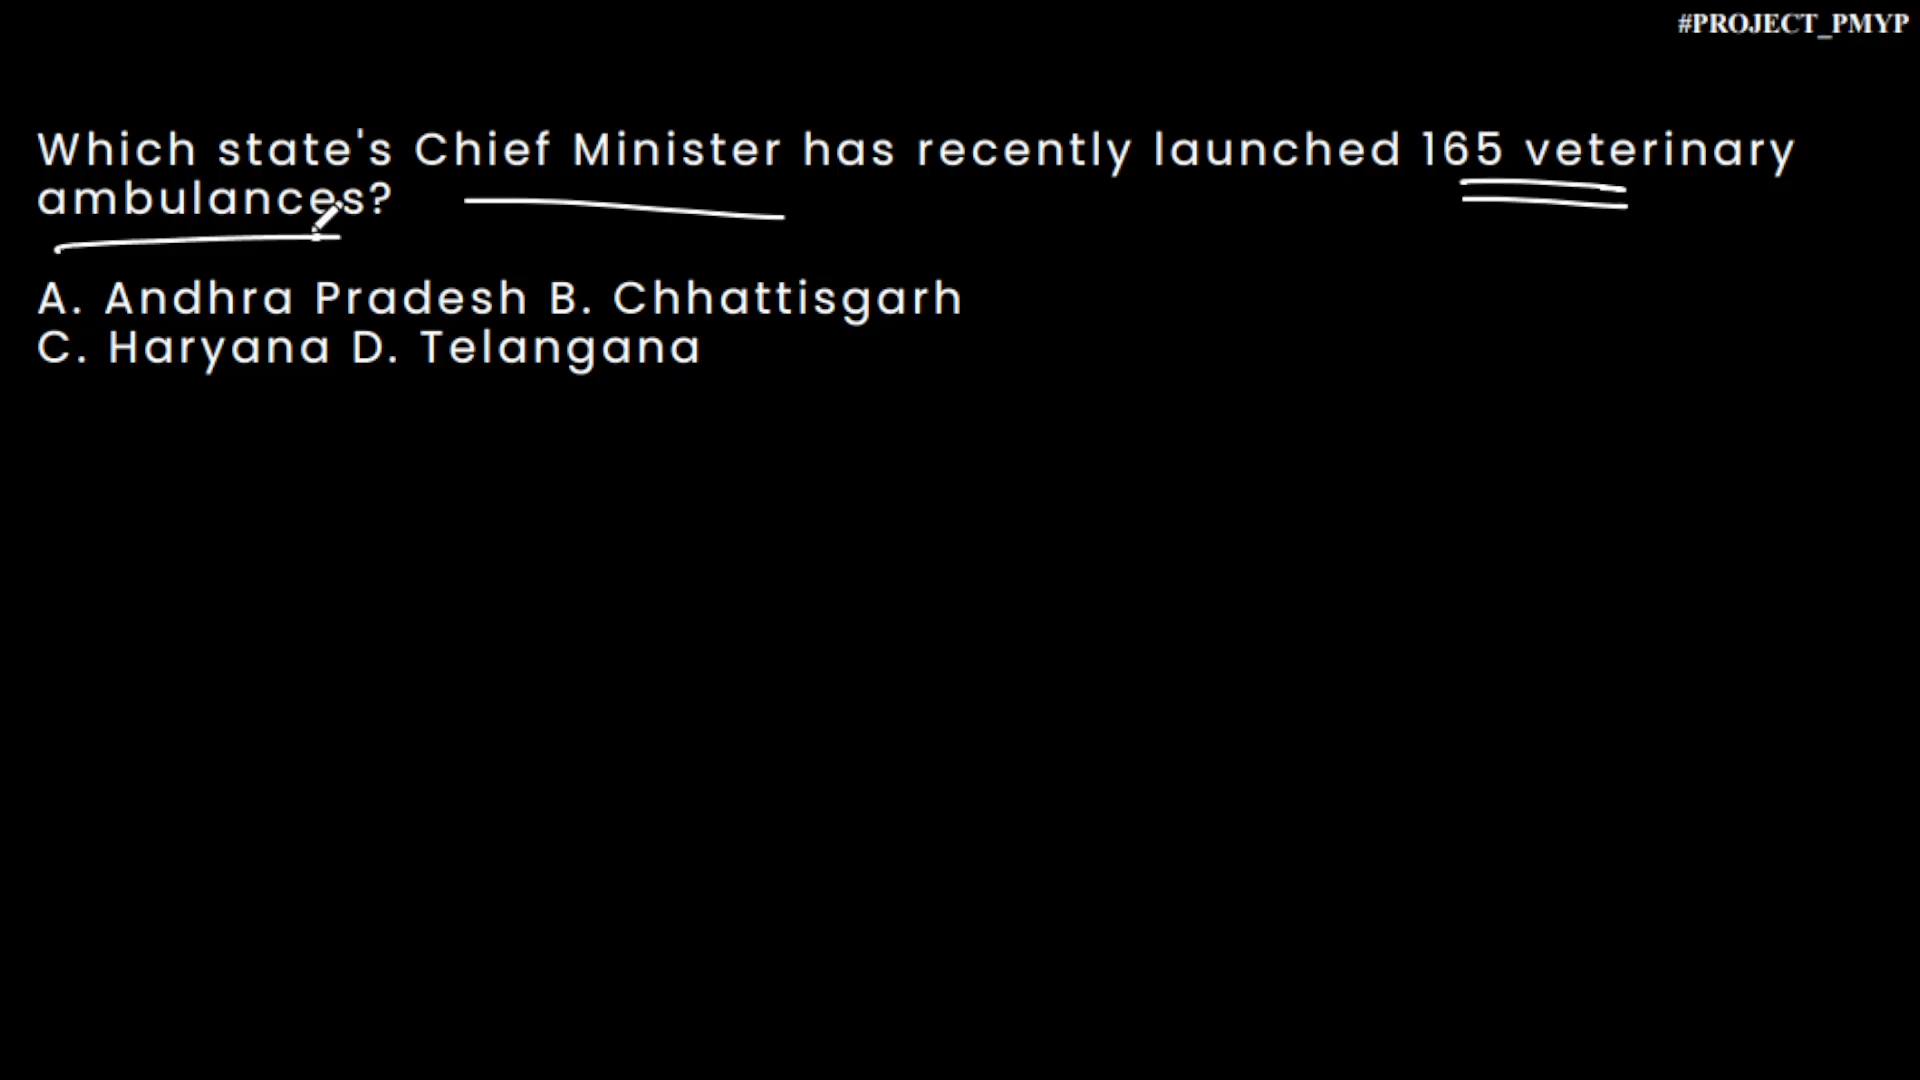 #PROJECT_PMYP
Which state's Chief Minister has recently launched 165 veterinary
ambulances?
A. Andhra Pradesh B. Chhattisgarh
C. Haryana D. Telangana